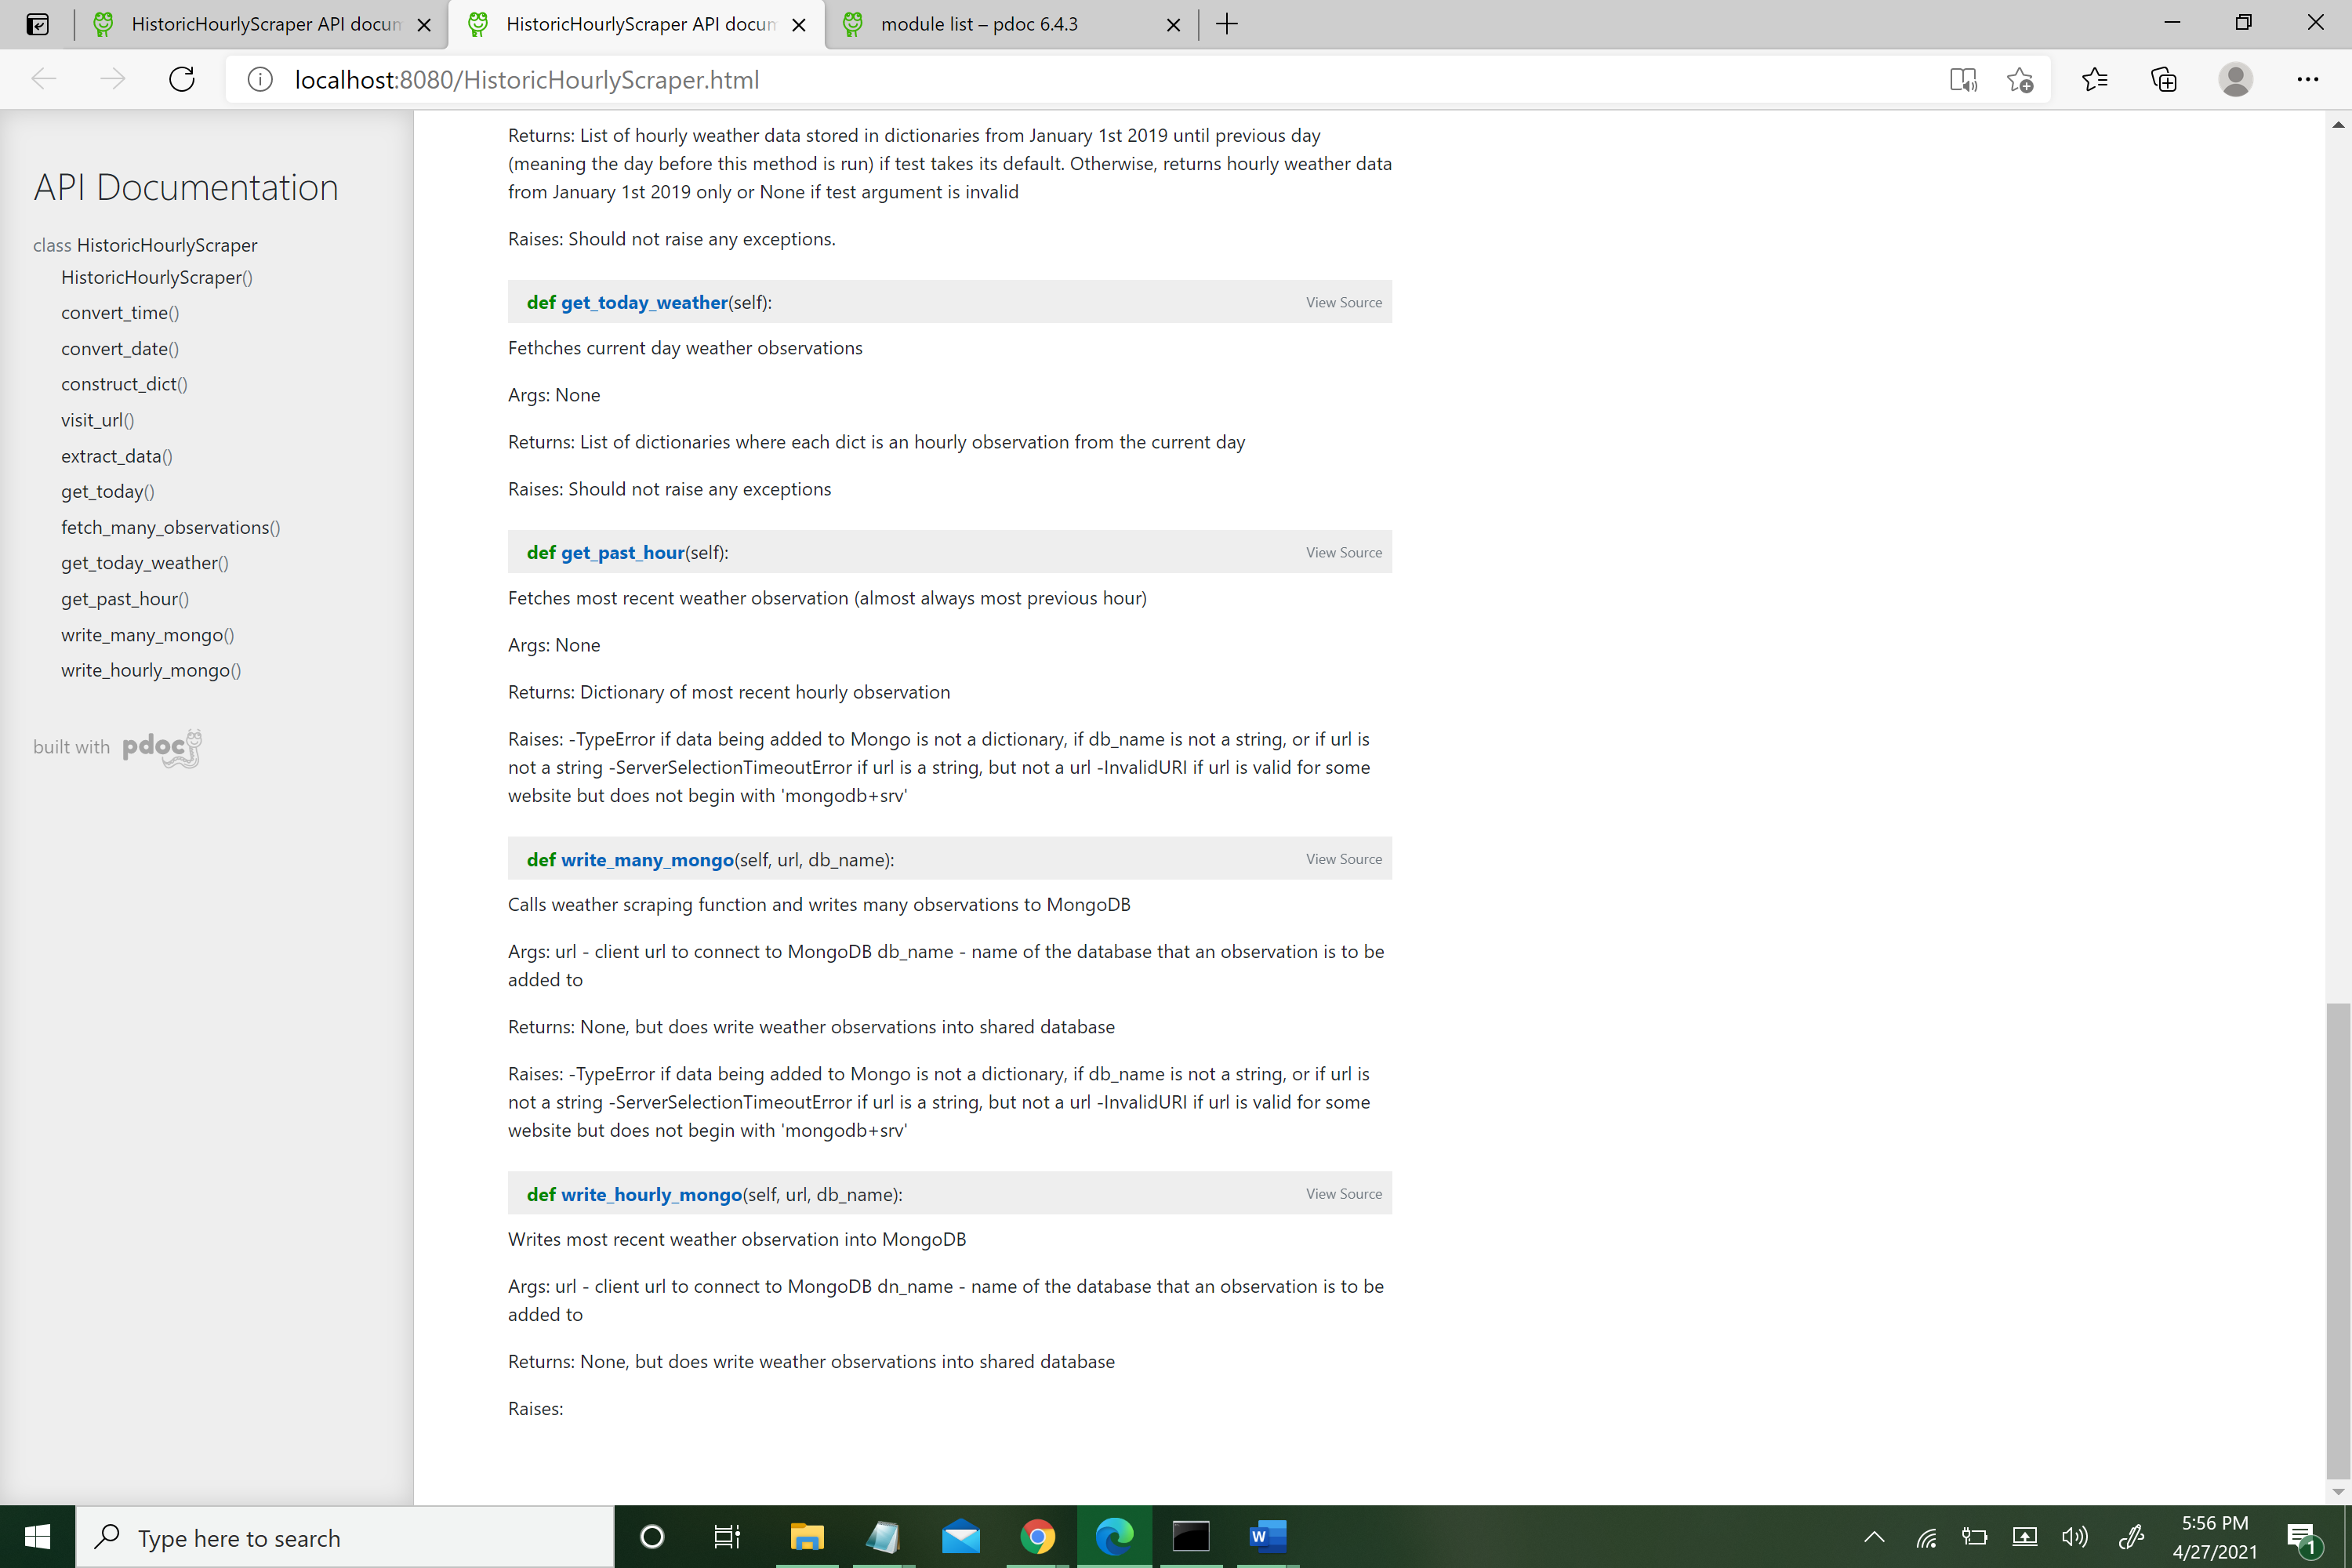 HistoricHourlyScraper API docum
HistoricHourlyScraper API docum
module list – pdoc 6.4.3
localhost:8080/HistoricHourlyScraper.html
API Documentation
class HistoricHourlyScraper
HistoricHourlyScraper()
convert_time()
convert_date()
construct_dict()
visit_url()
extract_data()
get_today()
fetch_many_observations()
get_today_weather()
get_past_hour()
write_many_mongo()
write_hourly_mongo()
built with pdoc
Returns: List of hourly weather data stored in dictionaries from January 1st 2019 until previous day
(meaning the day before this method is run) if test takes its default. Otherwise, returns hourly weather data
from January 1st 2019 only or None if test argument is invalid
Raises: Should not raise any exceptions.
def get_today_weather(self): View Source
Fethches current day weather observations
Args: None
Returns: List of dictionaries where each dict is an hourly observation from the current day
Raises: Should not raise any exceptions
def get_past_hour(self): View Source
Fetches most recent weather observation (almost always most previous hour)
Args: None
Returns: Dictionary of most recent hourly observation
Raises: -TypeError if data being added to Mongo is not a dictionary, if db_name is not a string, or if url is
not a string -ServerSelectionTimeoutError if url is a string, but not a url -InvalidURI if url is valid for some
website but does not begin with 'mongodb+srv'
def write_many_mongo(self, url, db_name): View Source
Calls weather scraping function and writes many observations to MongoDB
Args: url - client url to connect to MongoDB db_name - name of the database that an observation is to be
added to
Returns: None, but does write weather observations into shared database
Raises: -TypeError if data being added to Mongo is not a dictionary, if db_name is not a string, or if url is
not a string -ServerSelectionTimeoutError if url is a string, but not a url -InvalidURI if url is valid for some
website but does not begin with 'mongodb+srv'
def write_hourly_mongo(self, url, db_name): View Source
Writes most recent weather observation into MongoDB
Args: url - client url to connect to MongoDB dn_name - name of the database that an observation is to be
added to
Returns: None, but does write weather observations into shared database
Raises:
Type here to search
W
5:56 PM
4/27/2021
1